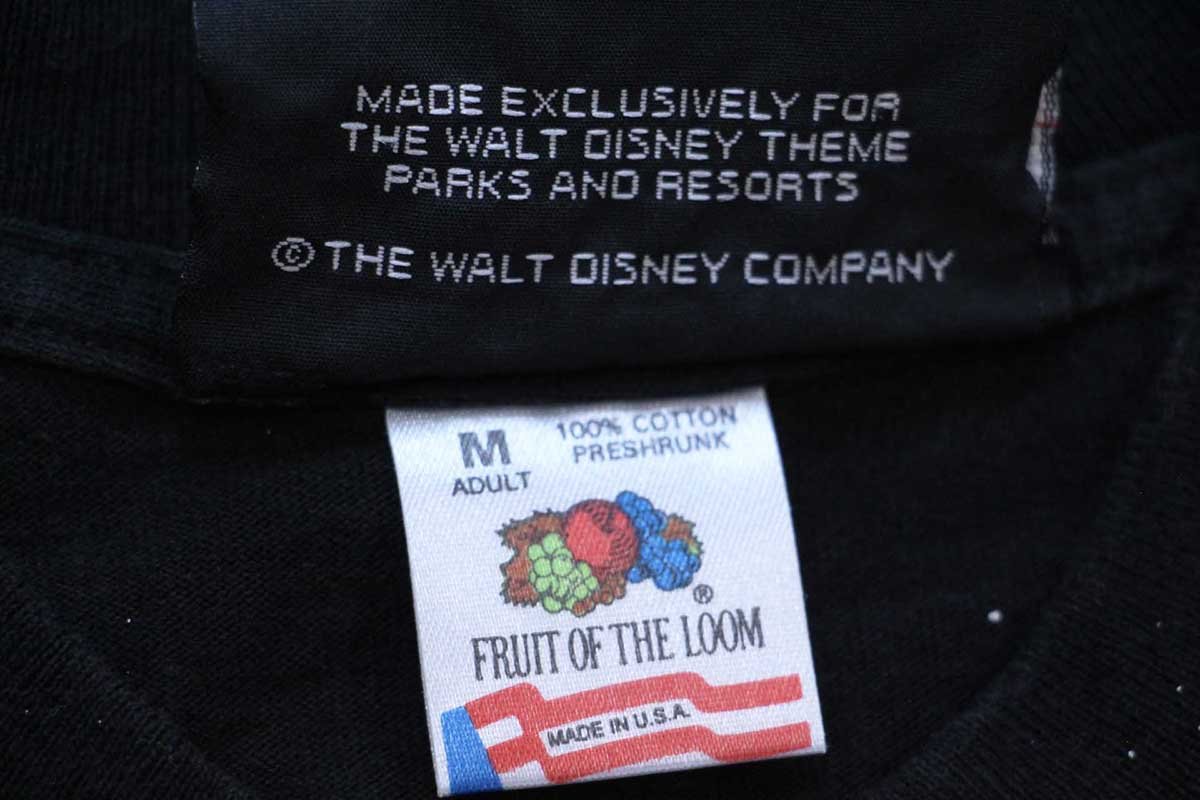 MADE EXCLUSIVELY FOR
THE WALT DISNEY THEME
PARKS AND RESORTS
© THE WALT DISNEY COMPANY
M
ADULT
100% COTTON
PRESHRUNK
®
FRUIT OF THE LOOM
MADE IN U.S.A.